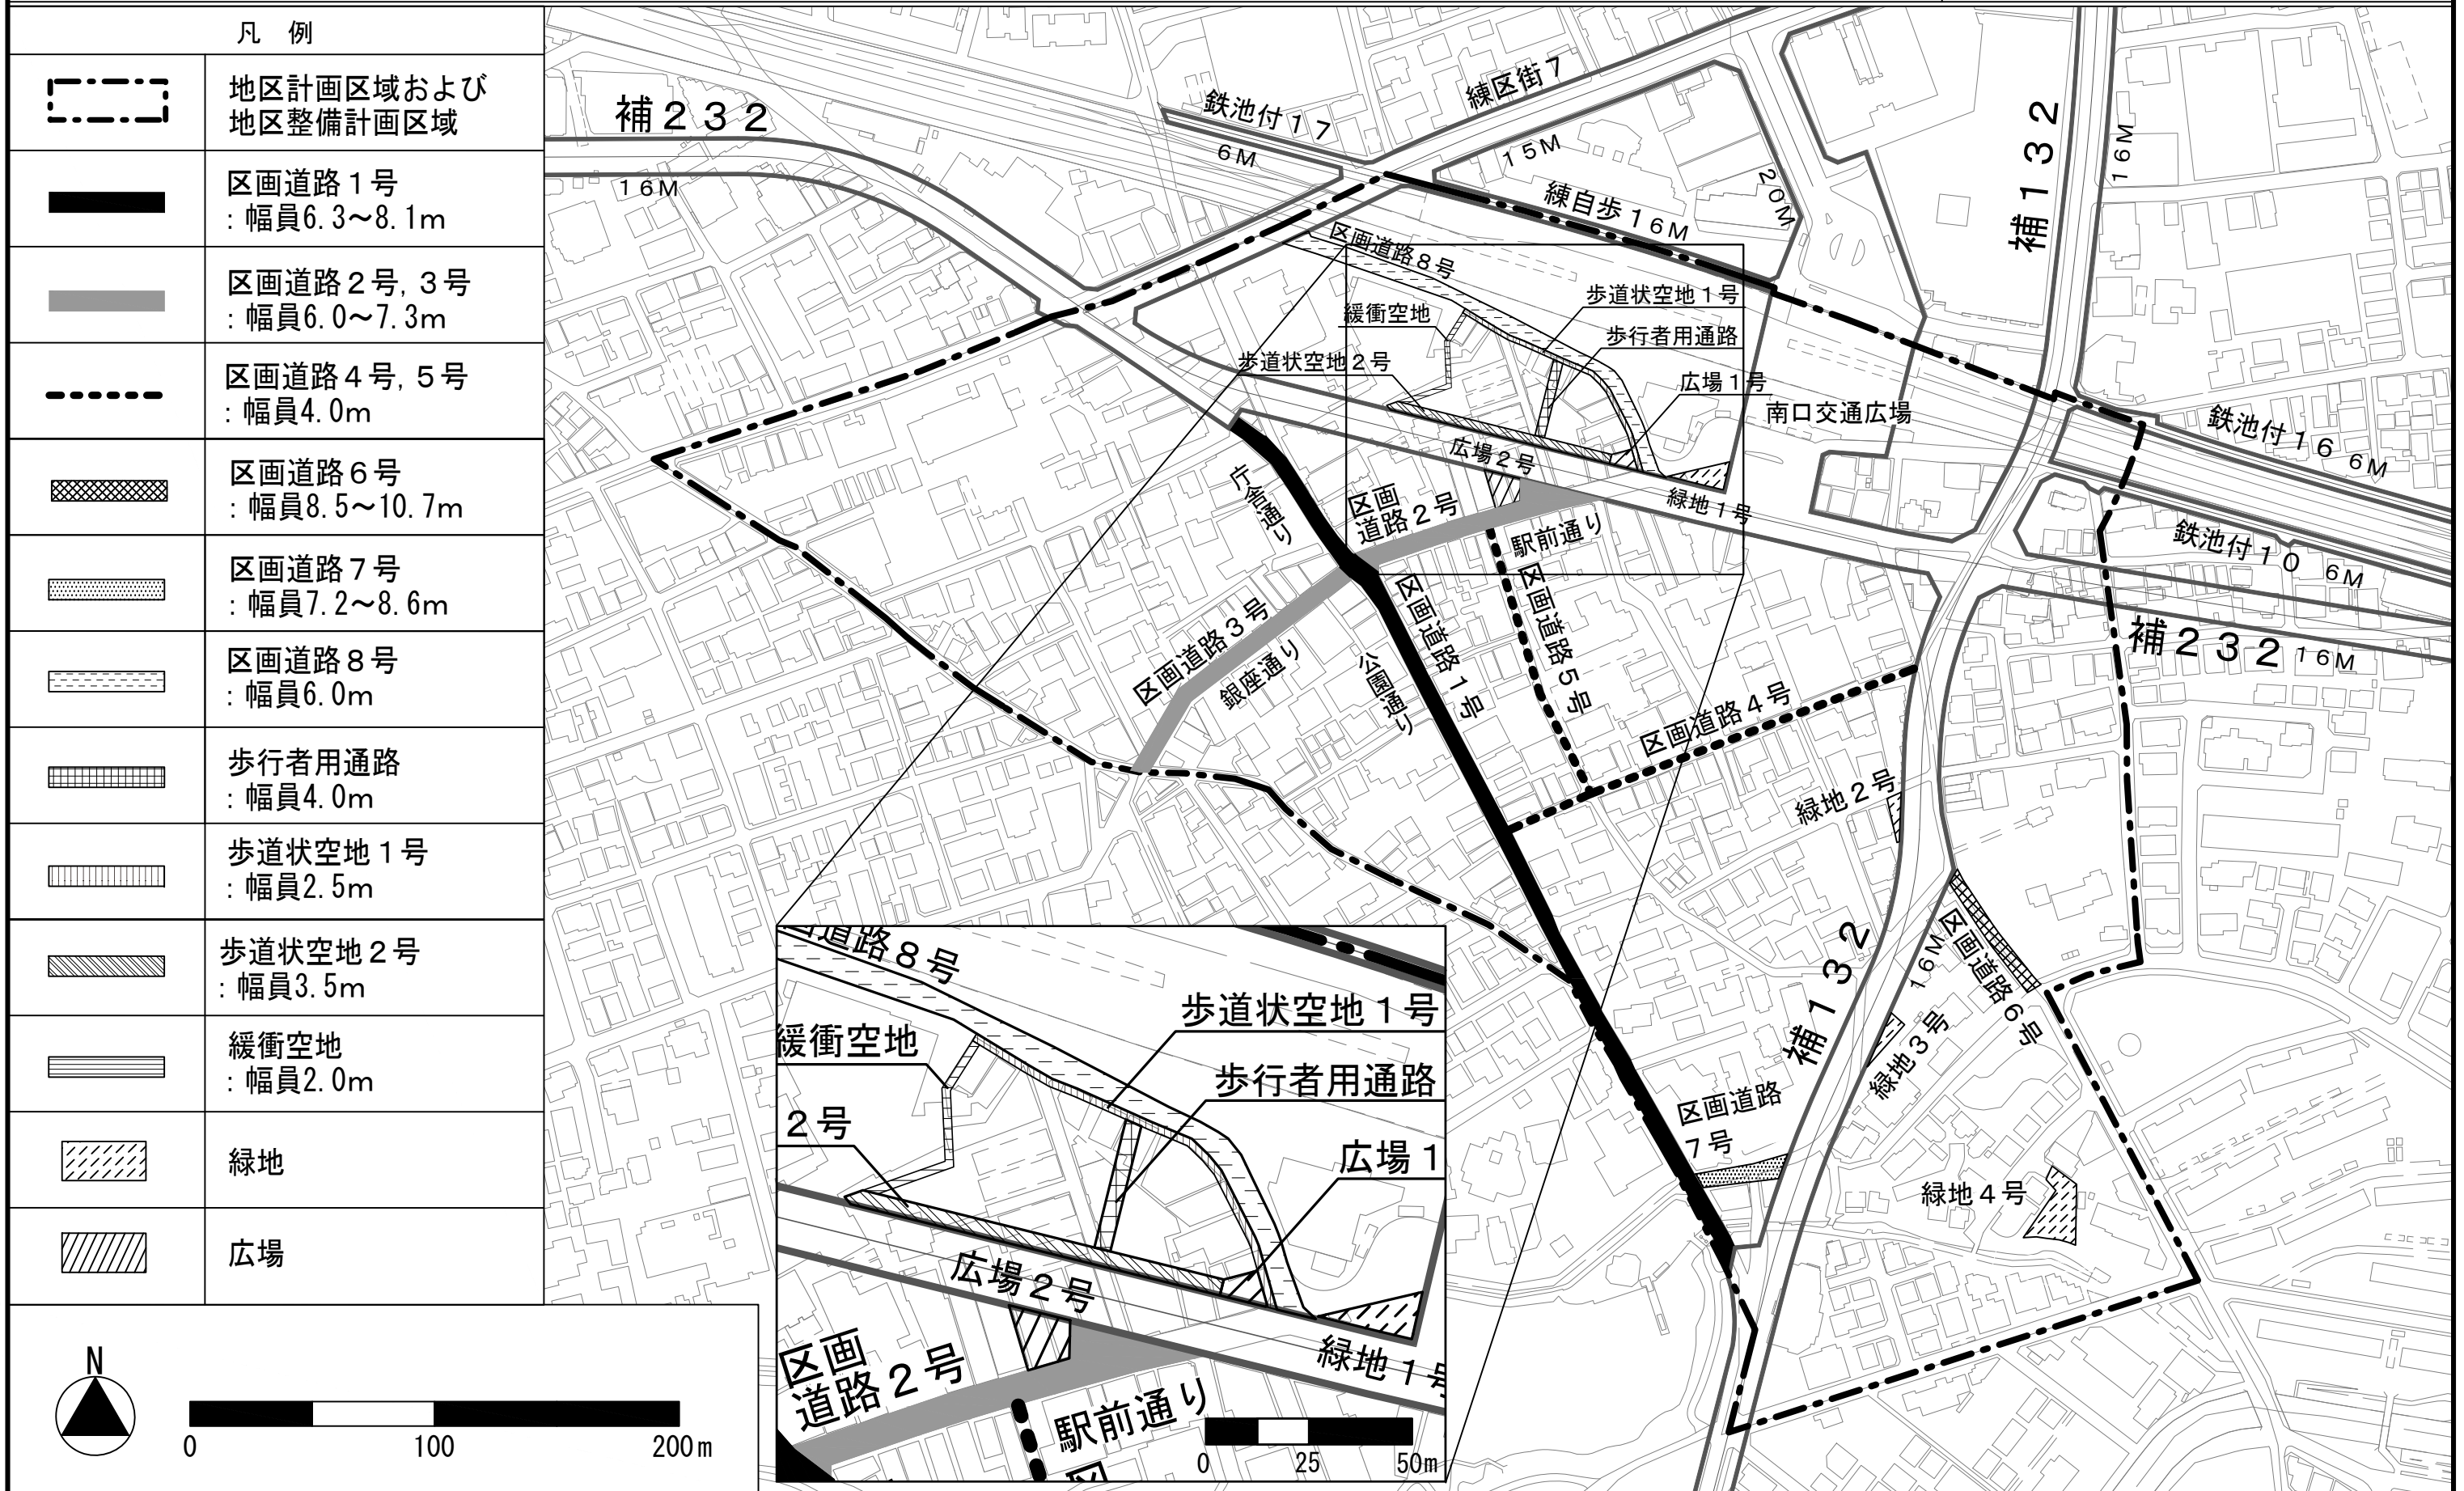 凡 例
地区計画区域および
地区整備計画区域
区画道路１号
：幅員6.3～8.1m
区画道路２号，３号
：幅員6.0～7.3m
区画道路４号，５号
：幅員4.0m
区画道路６号
：幅員8.5～10.7m
区画道路７号
：幅員7.2～8.6m
区画道路８号
：幅員6.0m
歩行者用通路
：幅員4.0m
歩道状空地１号
：幅員2.5m
歩道状空地２号
：幅員3.5m
緩衝空地
：幅員2.0m
緑地
広場
N
0 100 200m
補２３２
１６Ｍ
鉄池付１７
６Ｍ
練区街７
１５Ｍ
２０Ｍ
練自歩１６Ｍ
補１３２
１６Ｍ
区画道路８号
歩道状空地１号
緩衝空地
歩行者用通路
歩道状空地２号
広場１号
南口交通広場
鉄池付１６ ６Ｍ
広場２号
緑地１号
庁舎通り
区画
道路２号
駅前通り
鉄池付１０ ６Ｍ
補２３２ １６Ｍ
区画道路３号
銀座通り
公園通り
区画道路１号
区画道路５号
区画道路４号
緑地２号
補１３２
１６Ｍ
区画道路６号
緑地３号
区画道路
７号
緑地４号
道路８号
歩道状空地１号
緩衝空地
歩行者用通路
２号
広場１
広場２号
区画
道路２号
緑地１号
駅前通り
区
0 25 50m